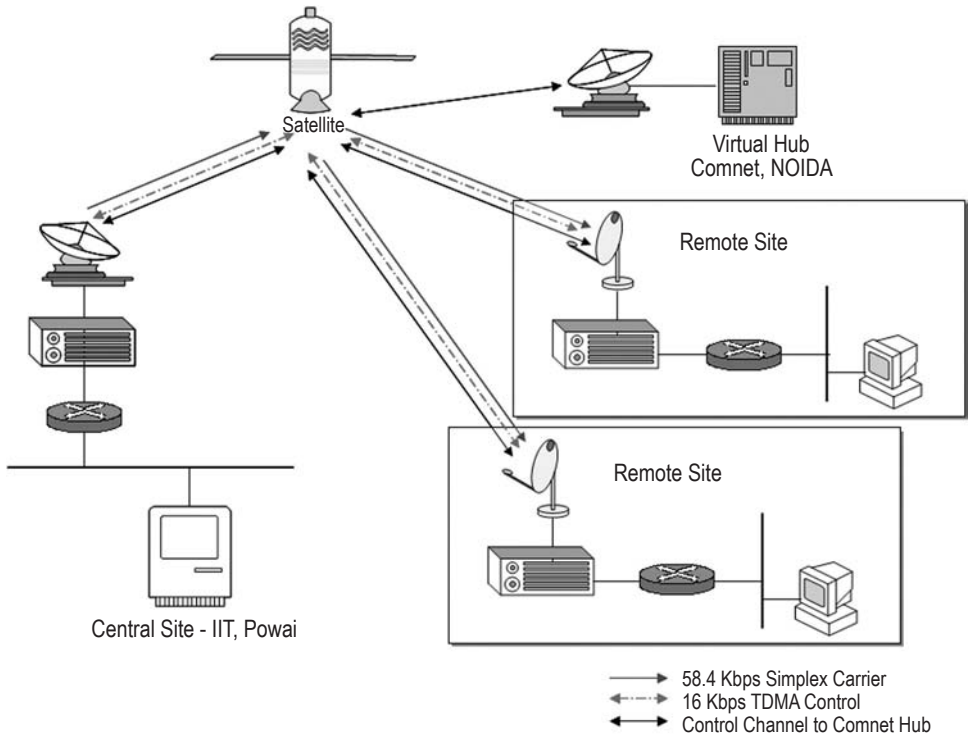 Satellite
Virtual Hub
Comnet, NOIDA
Remote Site
Remote Site
Central Site - IIT, Powai
58.4 Kbps Simplex Carrier
16 Kbps TDMA Control
Control Channel to Comnet Hub